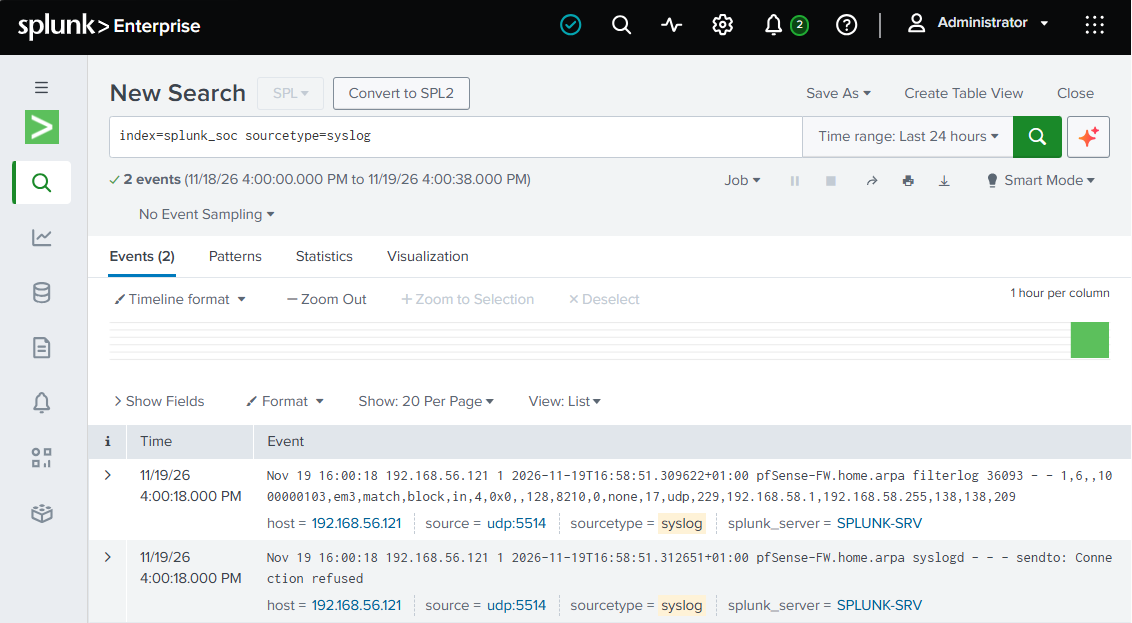 splunk> Enterprise
2
Administrator
New Search
SPL
Convert to SPL2
Save As
Create Table View
Close
index=splunk_soc sourcetype=syslog
Time range: Last 24 hours
2 events (11/18/26 4:00:00.000 PM to 11/19/26 4:00:38.000 PM)
Job
Smart Mode
No Event Sampling
Events (2)
Patterns
Statistics
Visualization
Timeline format
— Zoom Out
+ Zoom to Selection
× Deselect
1 hour per column
> Show Fields
Format
Show: 20 Per Page
View: List
i
Time
Event
11/19/26
4:00:18.000 PM
Nov 19 16:00:18 192.168.56.121 1 2026-11-19T16:58:51.309622+01:00 pfSense-FW.home.arpa filterlog 36093 - - 1,6,,10
00000103,em3,match,block,in,4,0x0,,128,8210,0,none,17,udp,229,192.168.58.1,192.168.58.255,138,138,209
host = 192.168.56.121
source = udp:5514
sourcetype = syslog
splunk_server = SPLUNK-SRV
11/19/26
4:00:18.000 PM
Nov 19 16:00:18 192.168.56.121 1 2026-11-19T16:58:51.312651+01:00 pfSense-FW.home.arpa syslogd - - - sendto: Conne
ction refused
host = 192.168.56.121
source = udp:5514
sourcetype = syslog
splunk_server = SPLUNK-SRV